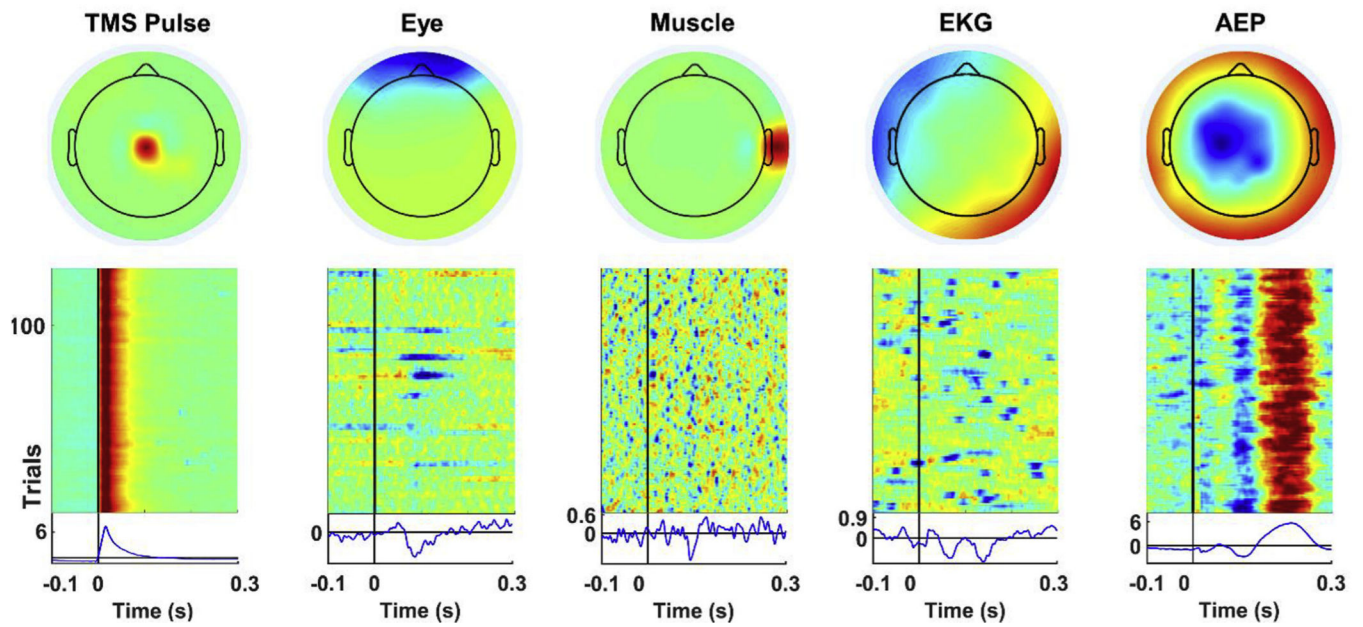 TMS Pulse Eye Muscle EKG AEP
100
Trials
6 0 0.6 0 0.9 0 6 0
-0.1 0 0.3 -0.1 0 0.3 -0.1 0 0.3 -0.1 0 0.3 -0.1 0 0.3
Time (s) Time (s) Time (s) Time (s) Time (s)